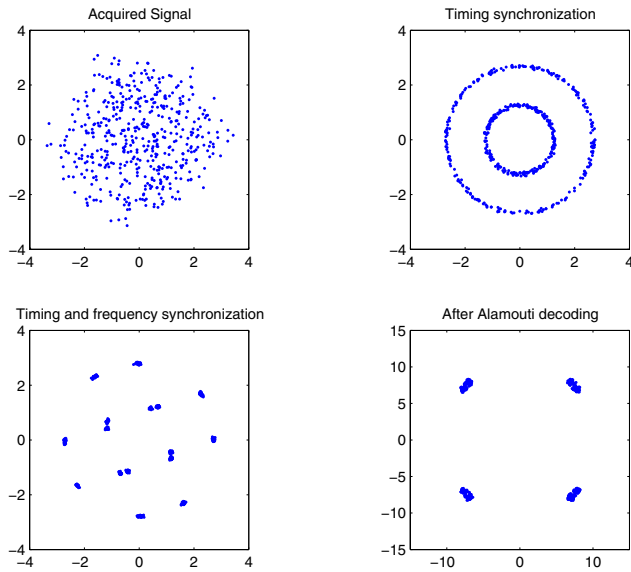 Acquired Signal
4
2
0
−2
−4
−4 −2 0 2 4
Timing synchronization
4
2
0
−2
−4
−4 −2 0 2 4
Timing and frequency synchronization
4
2
0
−2
−4
−4 −2 0 2 4
After Alamouti decoding
15
10
5
0
−5
−10
−15
−10 0 10